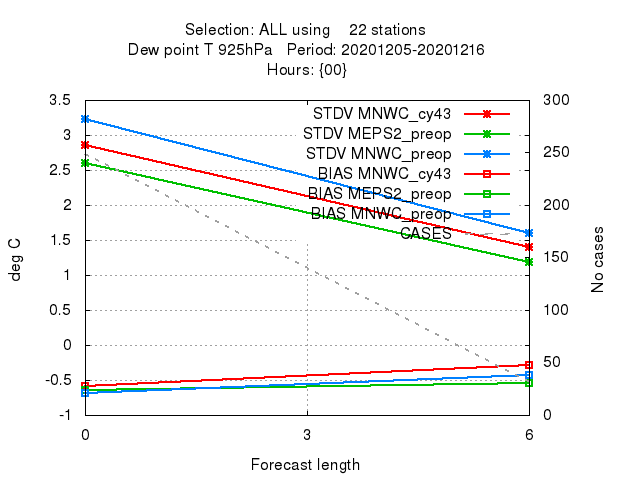 Selection: ALL using 22 stations
Dew point T 925hPa Period: 20201205-20201216
Hours: {00}
3.5
3
2.5
2
1.5
1
0.5
0
-0.5
-1
deg C
STDV MNWC_cy43
STDV MEPS2_preop
STDV MNWC_preop
BIAS MNWC_cy43
BIAS MEPS2_preop
BIAS MNWC_preop
CASES
300
250
200
150
100
50
0
No cases
0 3 6
Forecast length